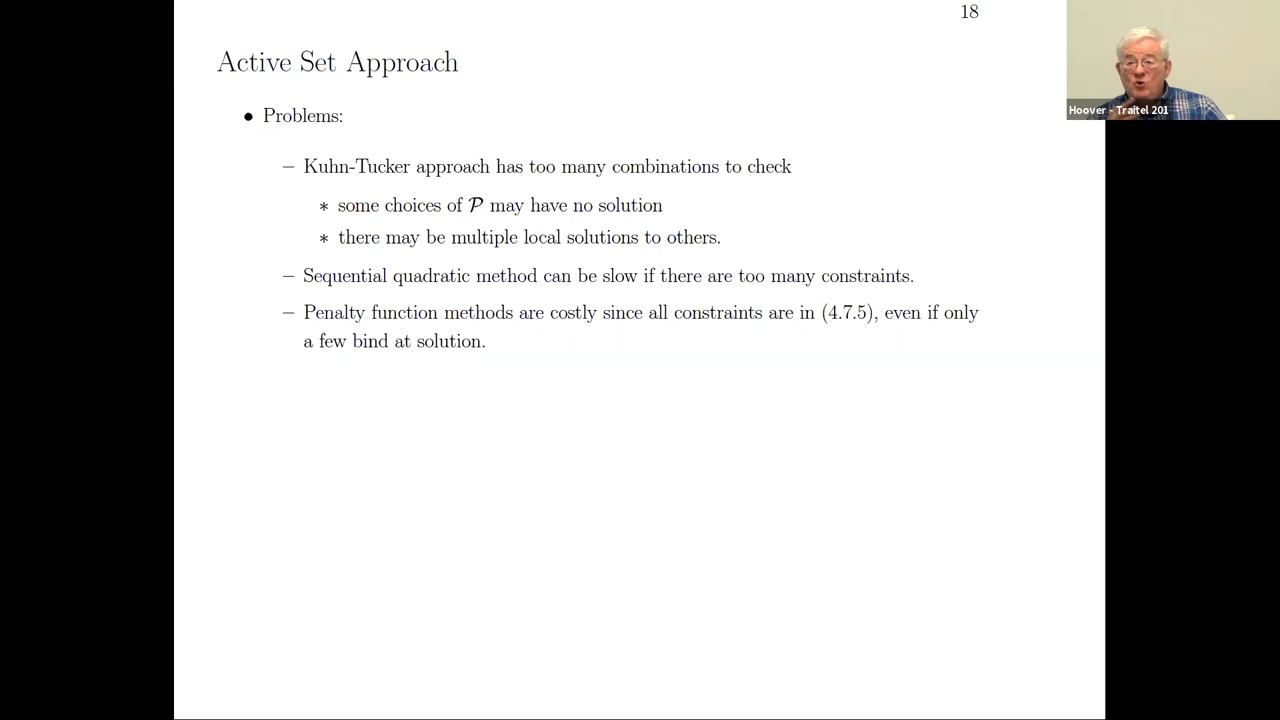 18
Active Set Approach
• Problems:
– Kuhn-Tucker approach has too many combinations to check
∗ some choices of 𝒫 may have no solution
∗ there may be multiple local solutions to others.
– Sequential quadratic method can be slow if there are too many constraints.
– Penalty function methods are costly since all constraints are in (4.7.5), even if only
a few bind at solution.
Hoover - Traitel 201